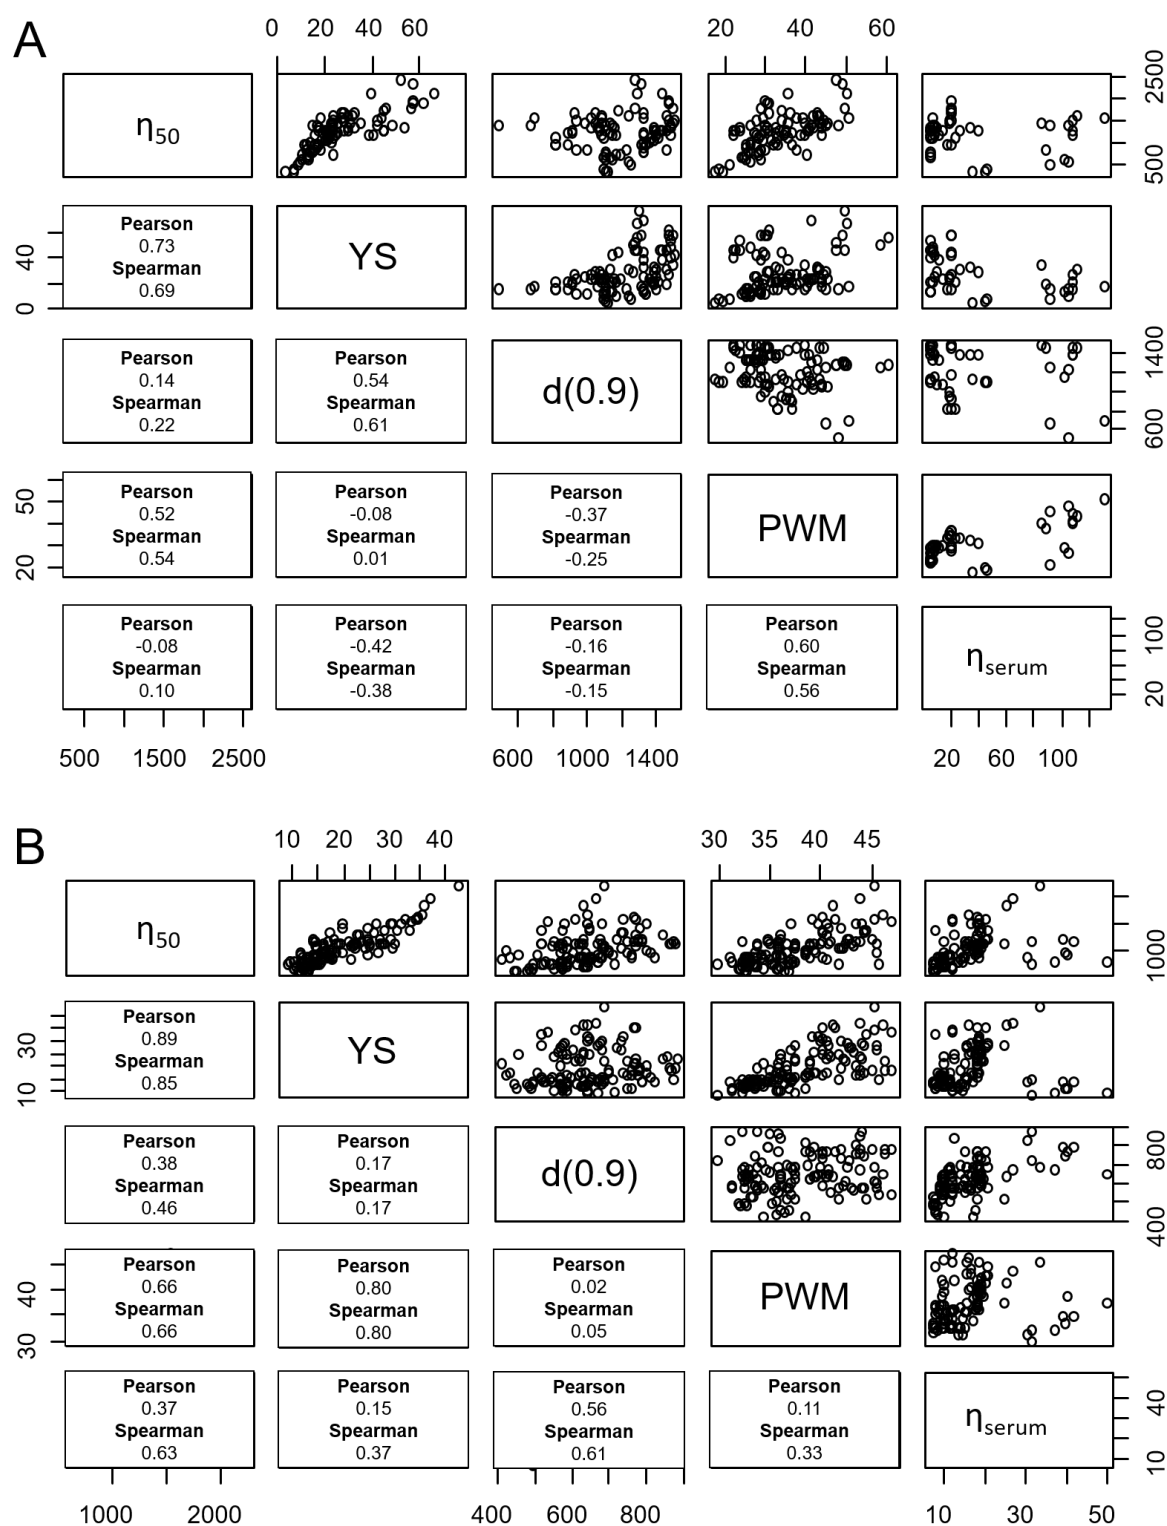 A
0 20 40 60
20 40 60
η50
500 2500
Pearson
0.73
Spearman
0.69
YS
0 40
Pearson
0.14
Spearman
0.22
Pearson
0.54
Spearman
0.61
d(0.9)
600 1400
Pearson
0.52
Spearman
0.54
Pearson
-0.08
Spearman
0.01
Pearson
-0.37
Spearman
-0.25
PWM
20 50
Pearson
-0.08
Spearman
0.10
Pearson
-0.42
Spearman
-0.38
Pearson
-0.16
Spearman
-0.15
Pearson
0.60
Spearman
0.56
ηserum
20 100
500 1500 2500
600 1000 1400
20 60 100
B
10 20 30 40
30 35 40 45
η50
1000
Pearson
0.89
Spearman
0.85
YS
10 30
Pearson
0.38
Spearman
0.46
Pearson
0.17
Spearman
0.17
d(0.9)
400 800
Pearson
0.66
Spearman
0.66
Pearson
0.80
Spearman
0.80
Pearson
0.02
Spearman
0.05
PWM
30 40
Pearson
0.37
Spearman
0.63
Pearson
0.15
Spearman
0.37
Pearson
0.56
Spearman
0.61
Pearson
0.11
Spearman
0.33
ηserum
10 40
1000 2000
400 600 800
10 30 50